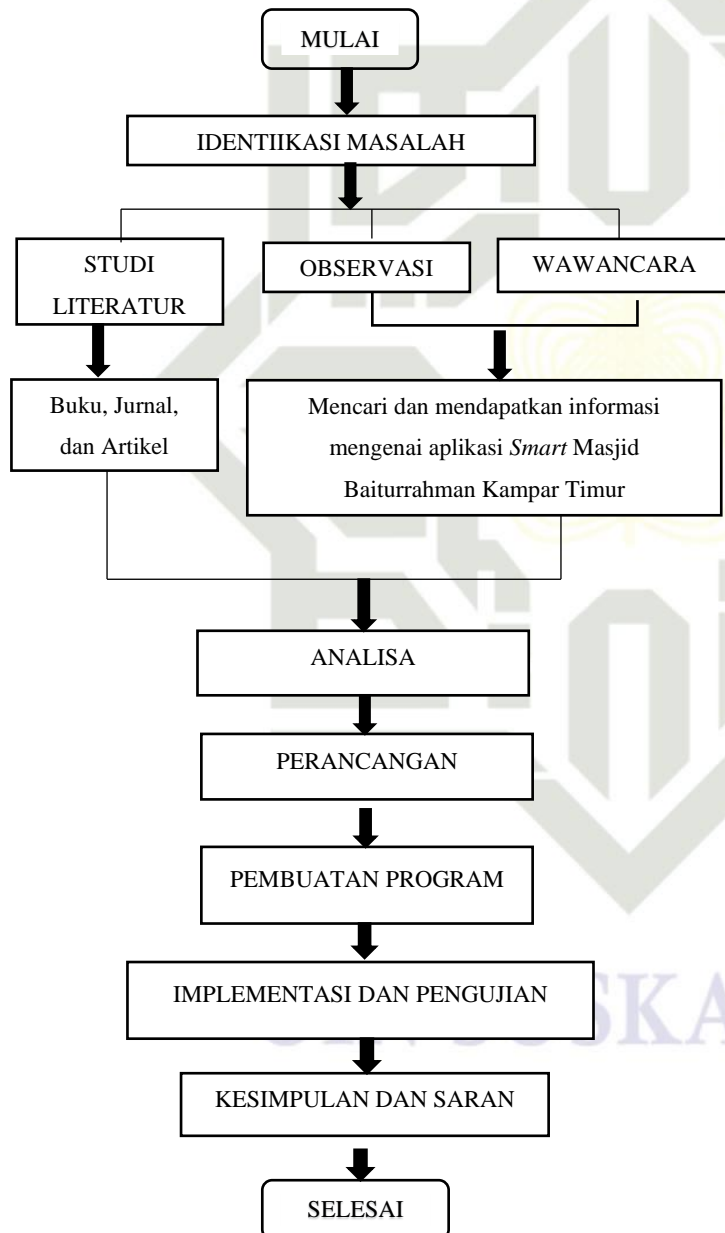 MULAI
IDENTIIKASI MASALAH
STUDI
LITERATUR
OBSERVASI
WAWANCARA
Buku, Jurnal,
dan Artikel
Mencari dan mendapatkan informasi
mengenai aplikasi Smart Masjid
Baiturrahman Kampar Timur
ANALISA
PERANCANGAN
PEMBUATAN PROGRAM
IMPLEMENTASI DAN PENGUJIAN
KESIMPULAN DAN SARAN
SELESAI